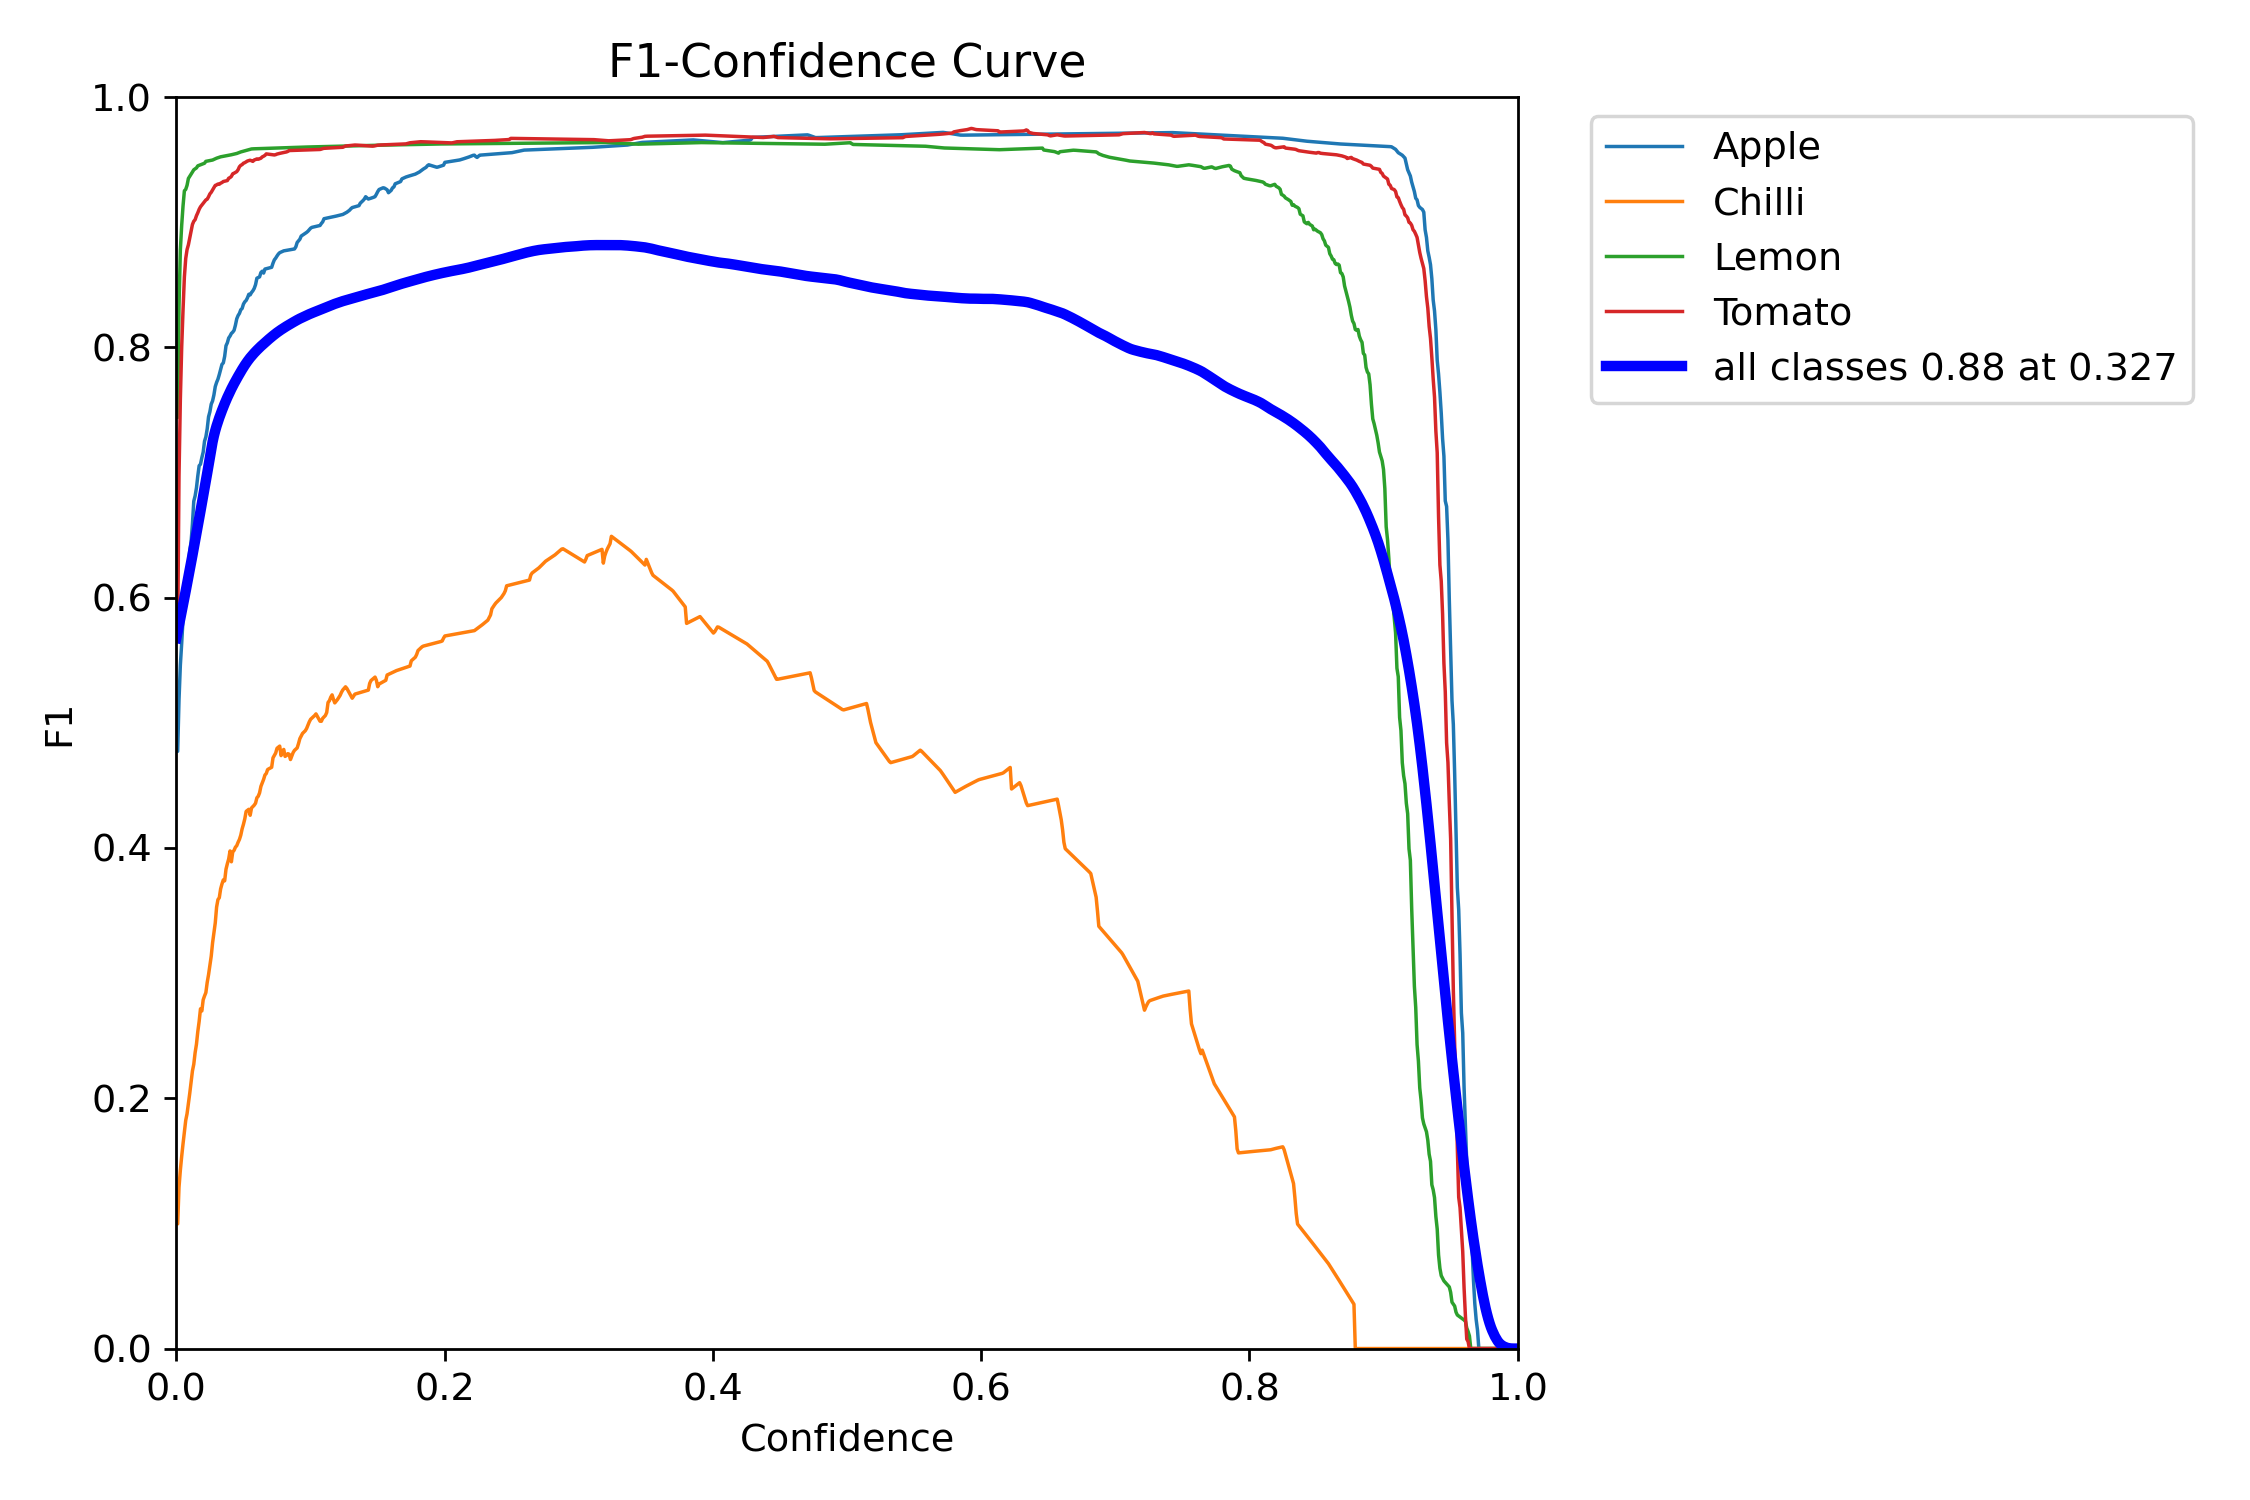 F1-Confidence Curve
1.0
0.8
0.6
0.4
0.2
0.0
F1
0.0 0.2 0.4 0.6 0.8 1.0
Confidence
Apple
Chilli
Lemon
Tomato
all classes 0.88 at 0.327